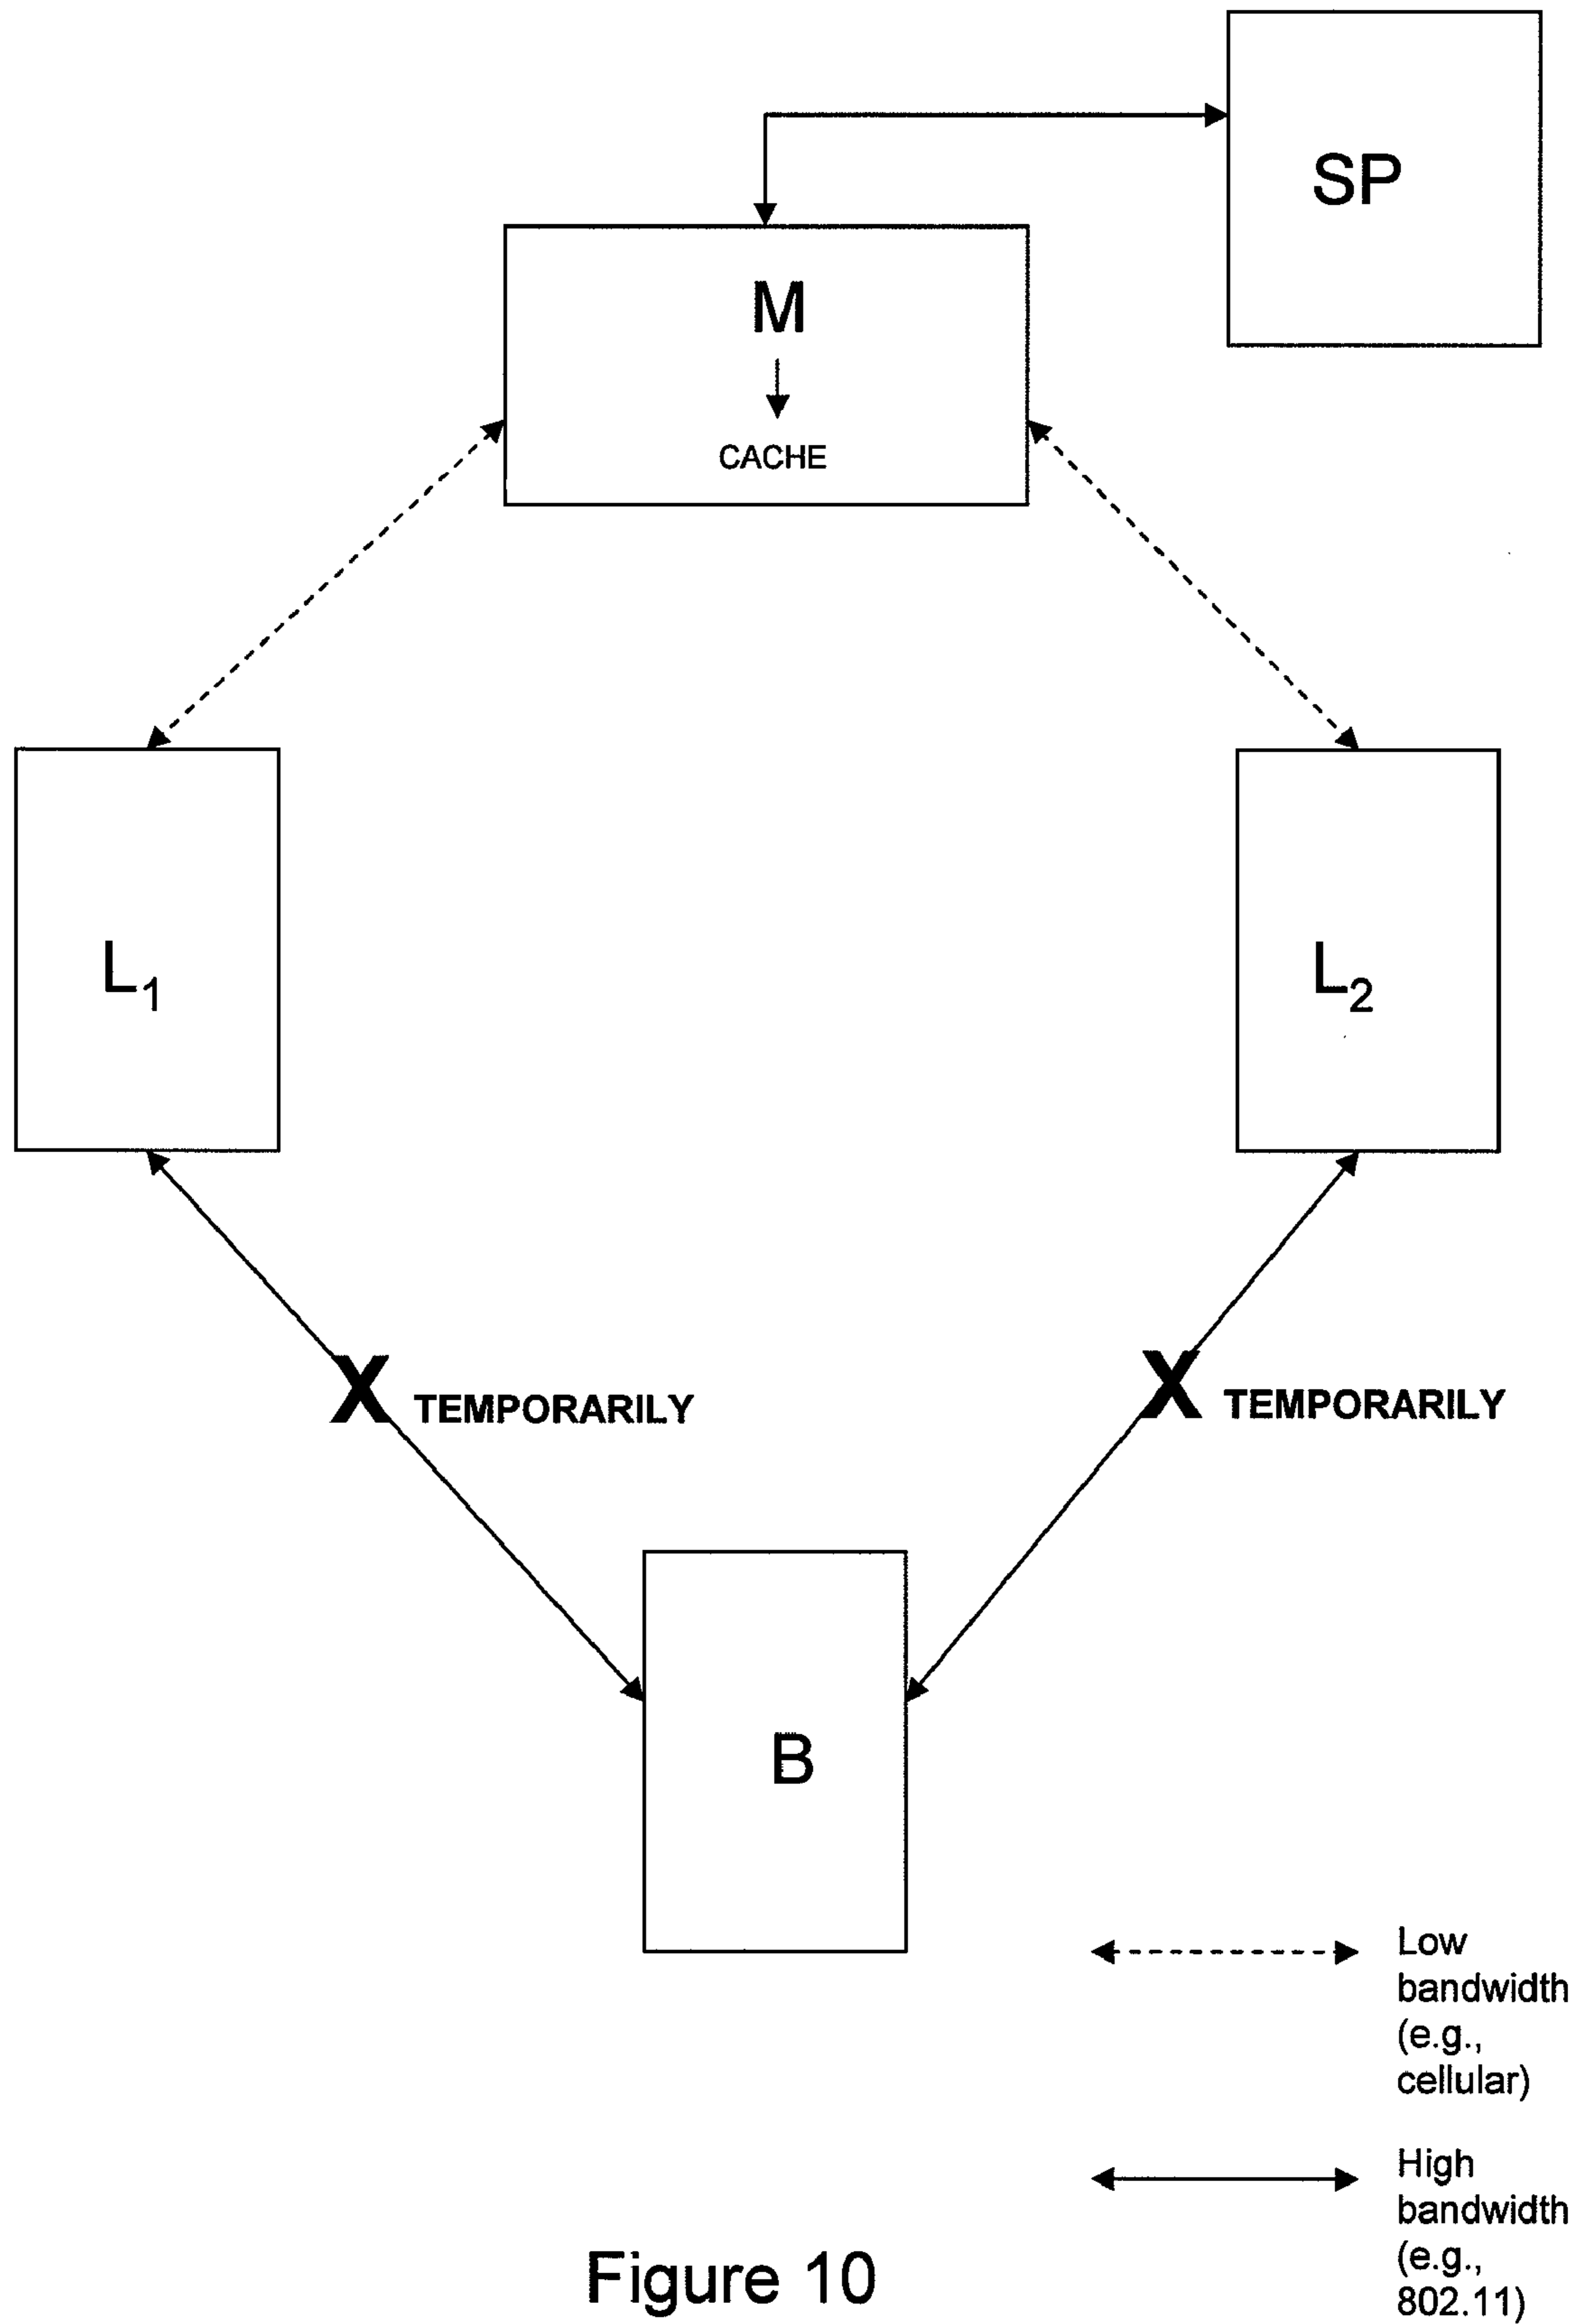 SP
M
CACHE
L1
L2
X TEMPORARILY
X TEMPORARILY
B
Low
bandwidth
(e.g.,
cellular)
High
bandwidth
(e.g.,
802.11)
Figure 10